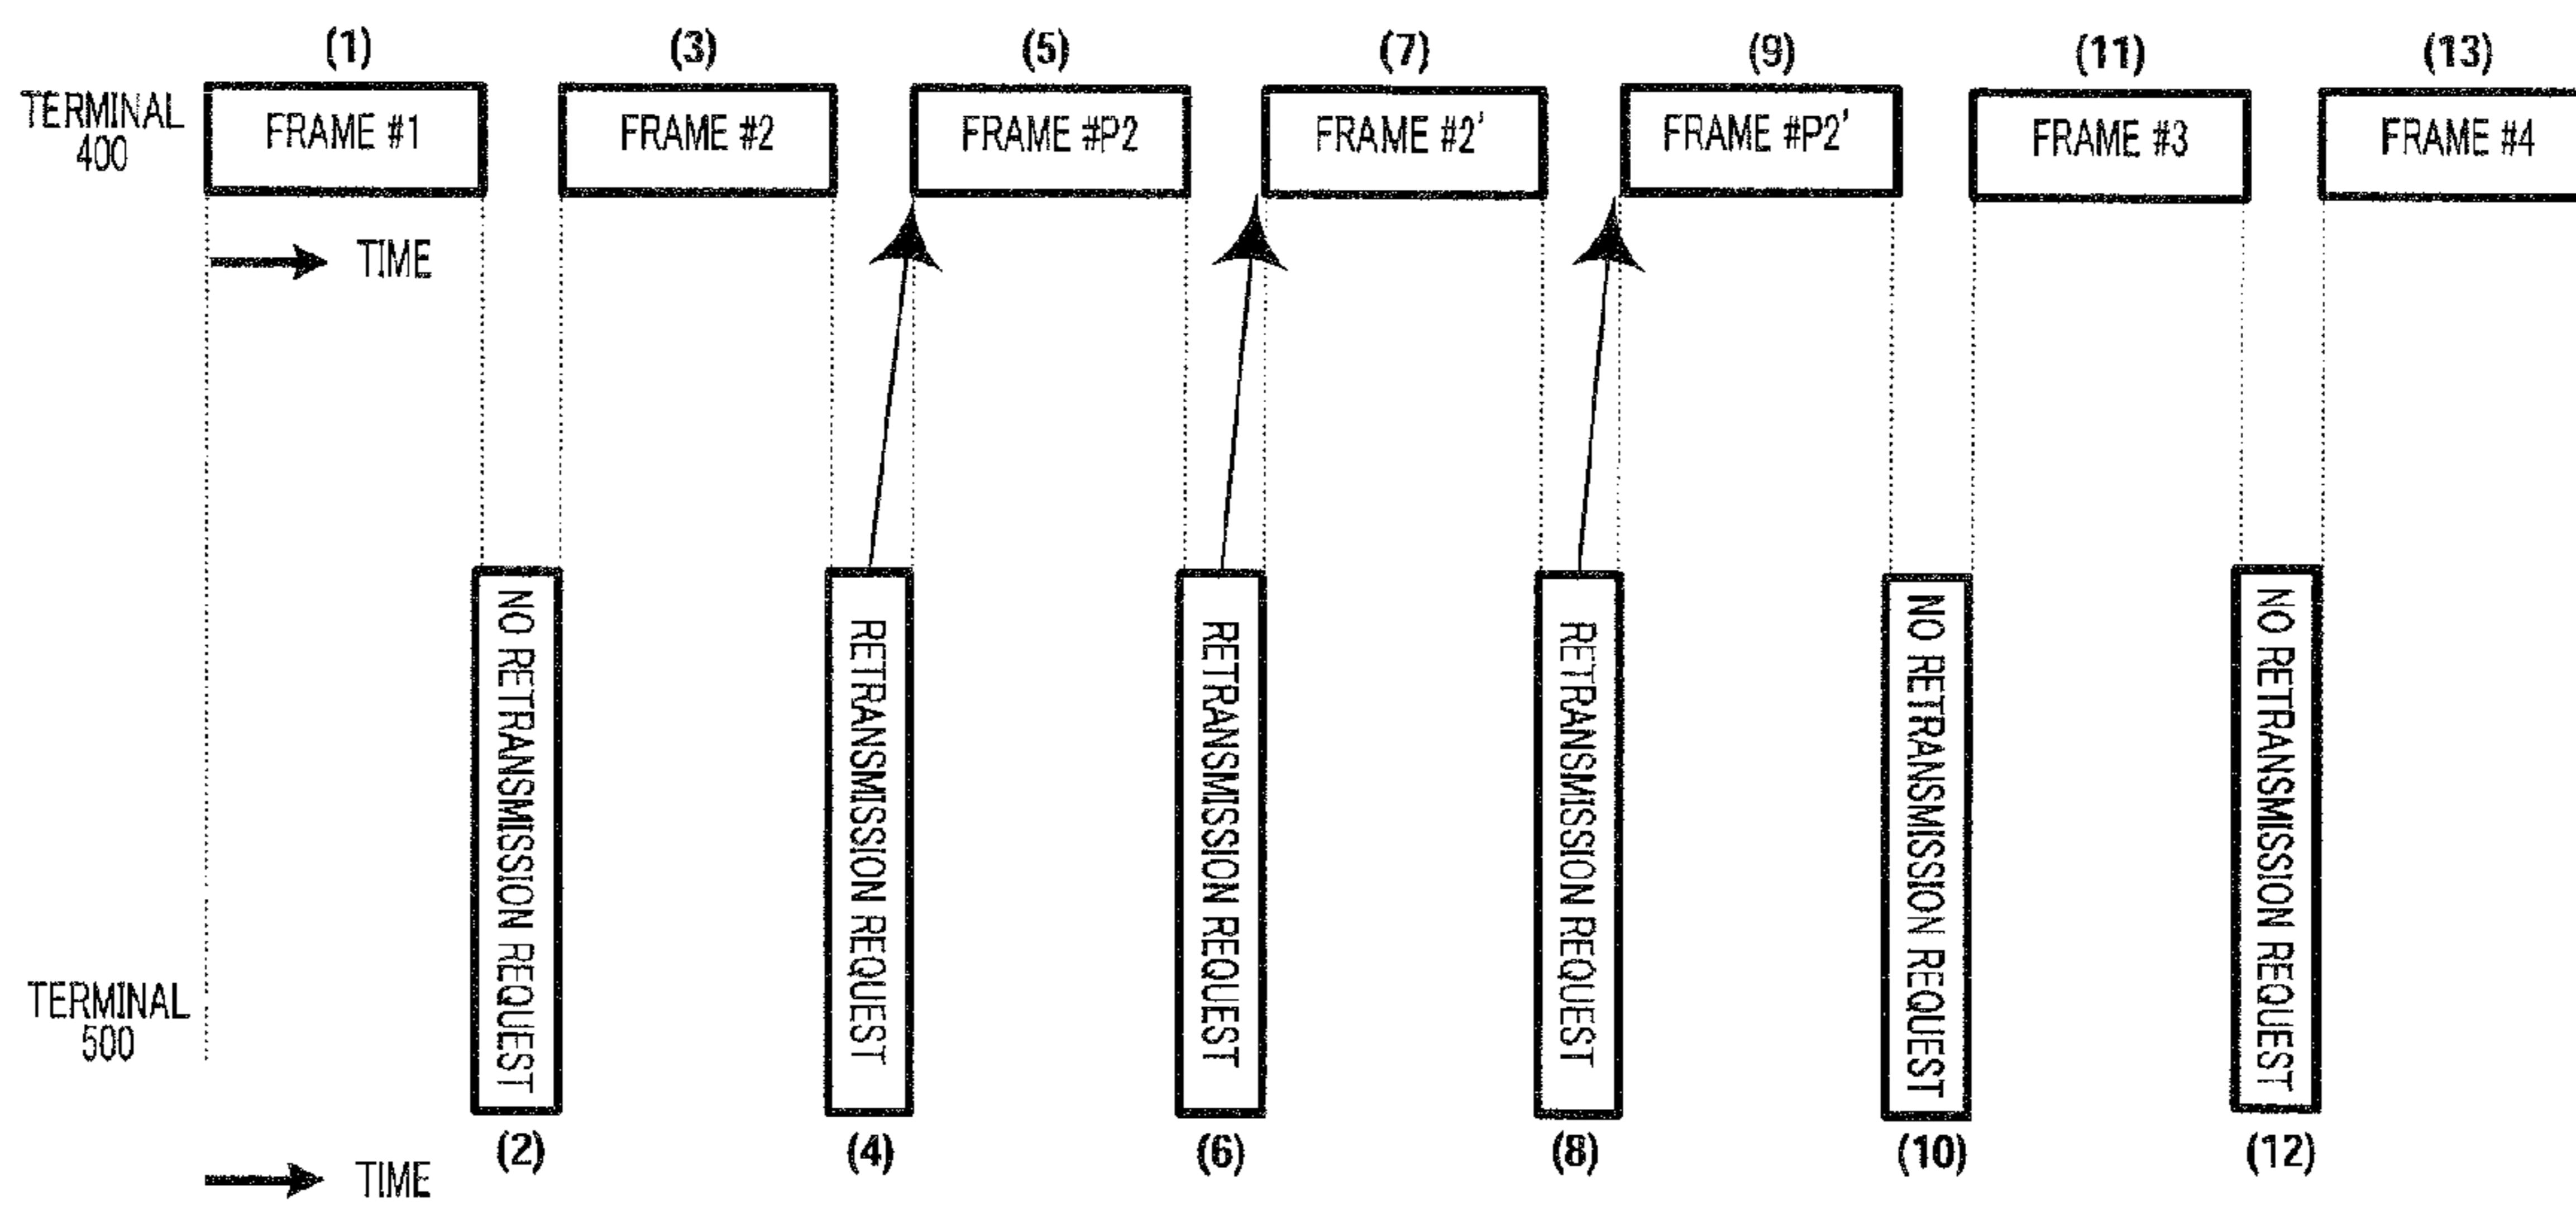 (1)
(3)
(5)
(7)
(9)
(11)
(13)
TERMINAL
400
FRAME #1
FRAME #2
FRAME #P2
FRAME #2'
FRAME #P2'
FRAME #3
FRAME #4
TIME
NO RETRANSMISSION REQUEST
RETRANSMISSION REQUEST
RETRANSMISSION REQUEST
RETRANSMISSION REQUEST
NO RETRANSMISSION REQUEST
NO RETRANSMISSION REQUEST
TERMINAL
500
(2)
(4)
(6)
(8)
(10)
(12)
TIME